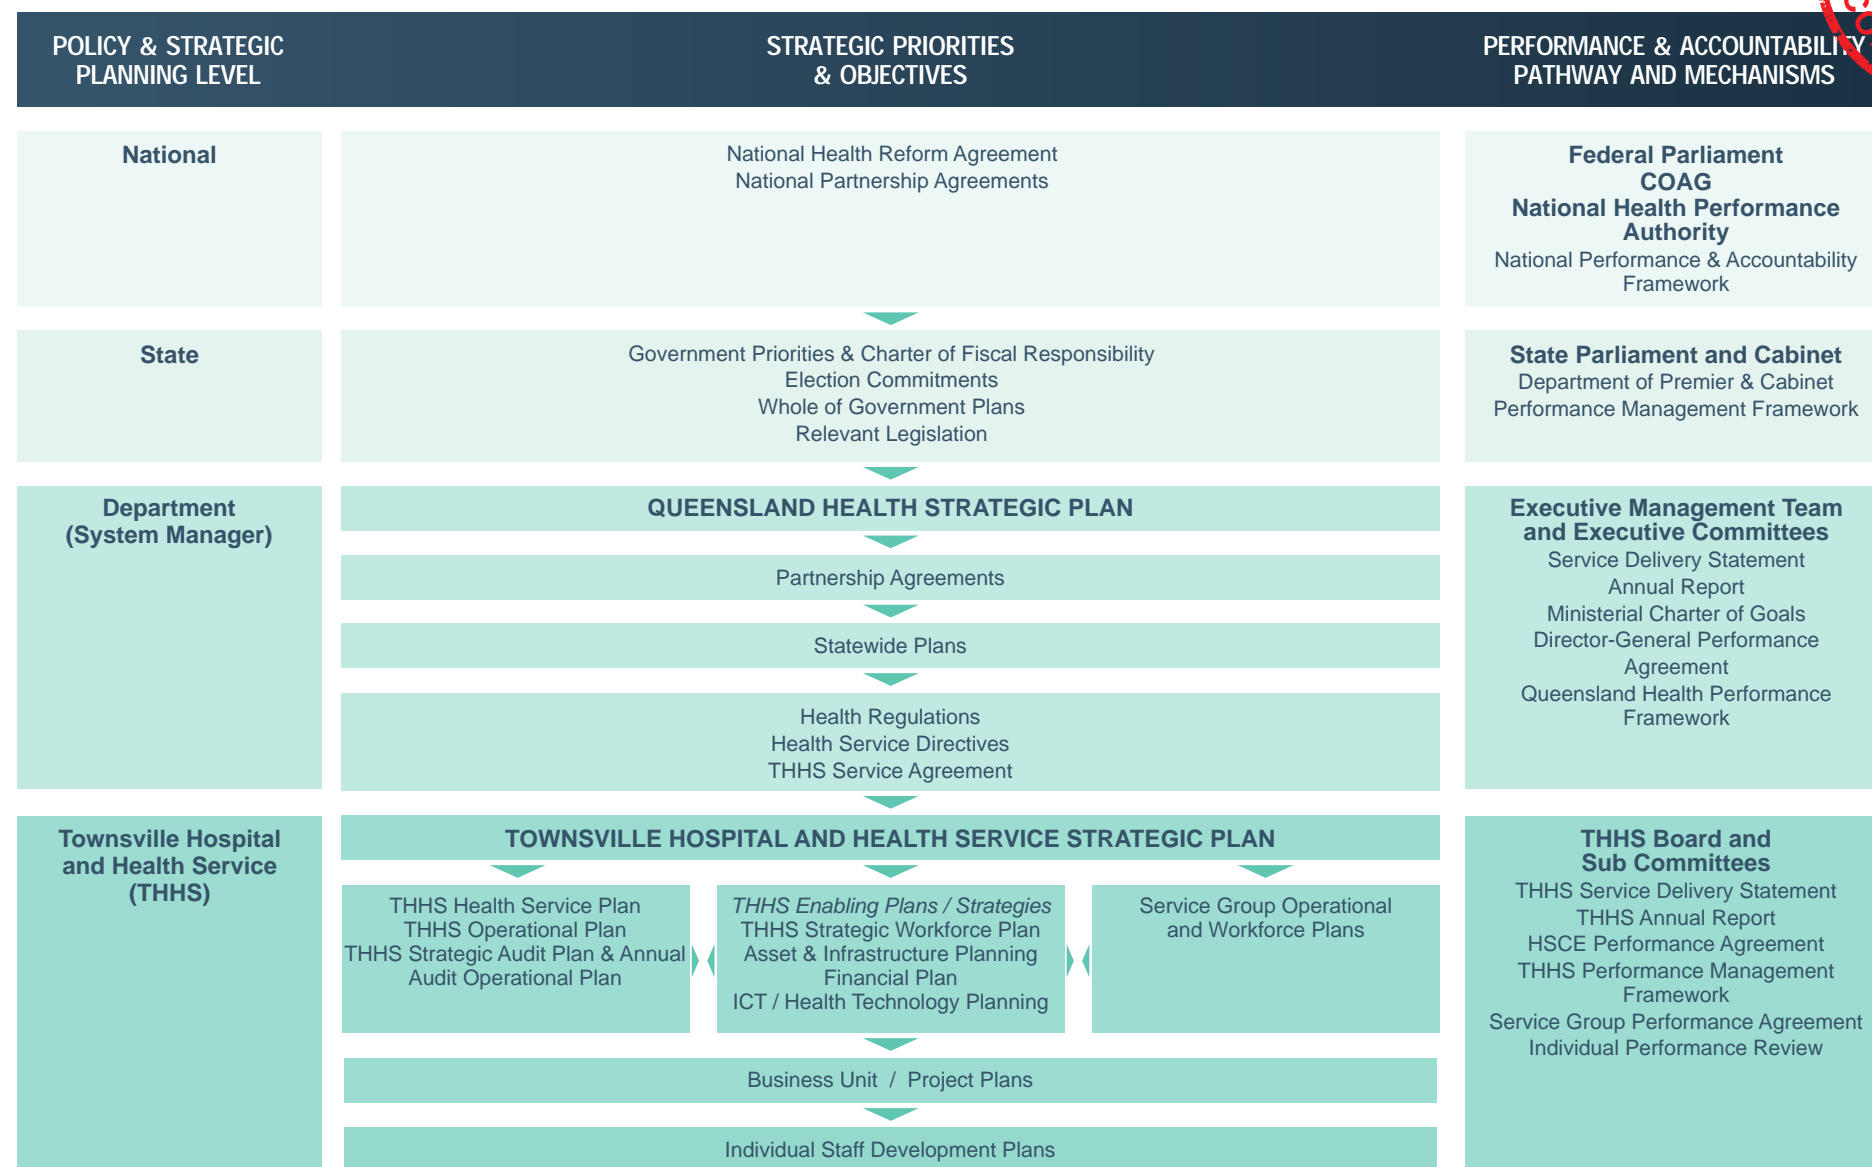 POLICY & STRATEGIC
PLANNING LEVEL
STRATEGIC PRIORITIES
& OBJECTIVES
PERFORMANCE & ACCOUNTABILITY
PATHWAY AND MECHANISMS
National
National Health Reform Agreement
National Partnership Agreements
Federal Parliament
COAG
National Health Performance
Authority
National Performance & Accountability
Framework
State
Government Priorities & Charter of Fiscal Responsibility
Election Commitments
Whole of Government Plans
Relevant Legislation
State Parliament and Cabinet
Department of Premier & Cabinet
Performance Management Framework
Department
(System Manager)
QUEENSLAND HEALTH STRATEGIC PLAN
Partnership Agreements
Statewide Plans
Health Regulations
Health Service Directives
THHS Service Agreement
Executive Management Team
and Executive Committees
Service Delivery Statement
Annual Report
Ministerial Charter of Goals
Director-General Performance
Agreement
Queensland Health Performance
Framework
Townsville Hospital
and Health Service
(THHS)
TOWNSVILLE HOSPITAL AND HEALTH SERVICE STRATEGIC PLAN
THHS Health Service Plan
THHS Operational Plan
THHS Strategic Audit Plan & Annual
Audit Operational Plan
THHS Enabling Plans / Strategies
THHS Strategic Workforce Plan
Asset & Infrastructure Planning
Financial Plan
ICT / Health Technology Planning
Service Group Operational
and Workforce Plans
Business Unit / Project Plans
Individual Staff Development Plans
THHS Board and
Sub Committees
THHS Service Delivery Statement
THHS Annual Report
HSCE Performance Agreement
THHS Performance Management
Framework
Service Group Performance Agreement
Individual Performance Review